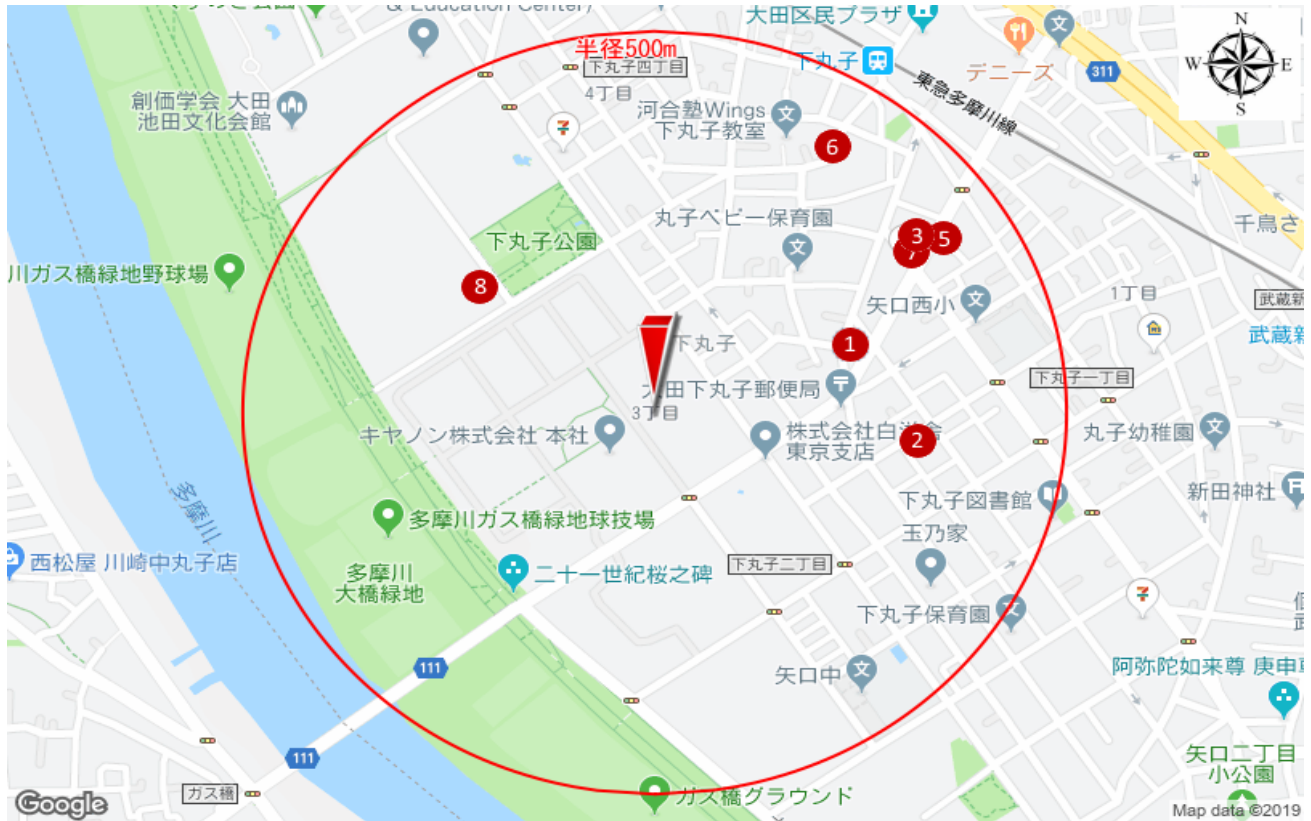 & Education Center)
大田区民プラザ
N
W
E
S
半径500m
下丸子四丁目
下丸子
デニーズ
311
4丁目
東急多摩川線
創価学会 大田
池田文化会館
河合塾Wings
下丸子教室
6
丸子ベビー保育園
千鳥さ
下丸子公園
3
5
7
川ガス橋緑地野球場
8
矢口西小
1丁目
武蔵新
武蔵新
下丸子
1
下丸子一丁目
大田下丸子郵便局
3丁目
キヤノン株式会社 本社
株式会社白洋舎
東京支店
2
丸子幼稚園
多摩川
下丸子図書館
新田神社
多摩川ガス橋緑地球技場
玉乃家
西松屋 川崎中丸子店
多摩川
大橋緑地
二十一世紀桜之碑
下丸子二丁目
下丸子保育園
111
矢口中
阿弥陀如来尊 庚申
111
矢口二丁目
小公園
ガス橋
ガス橋グラウンド
Google
Map data ©2019